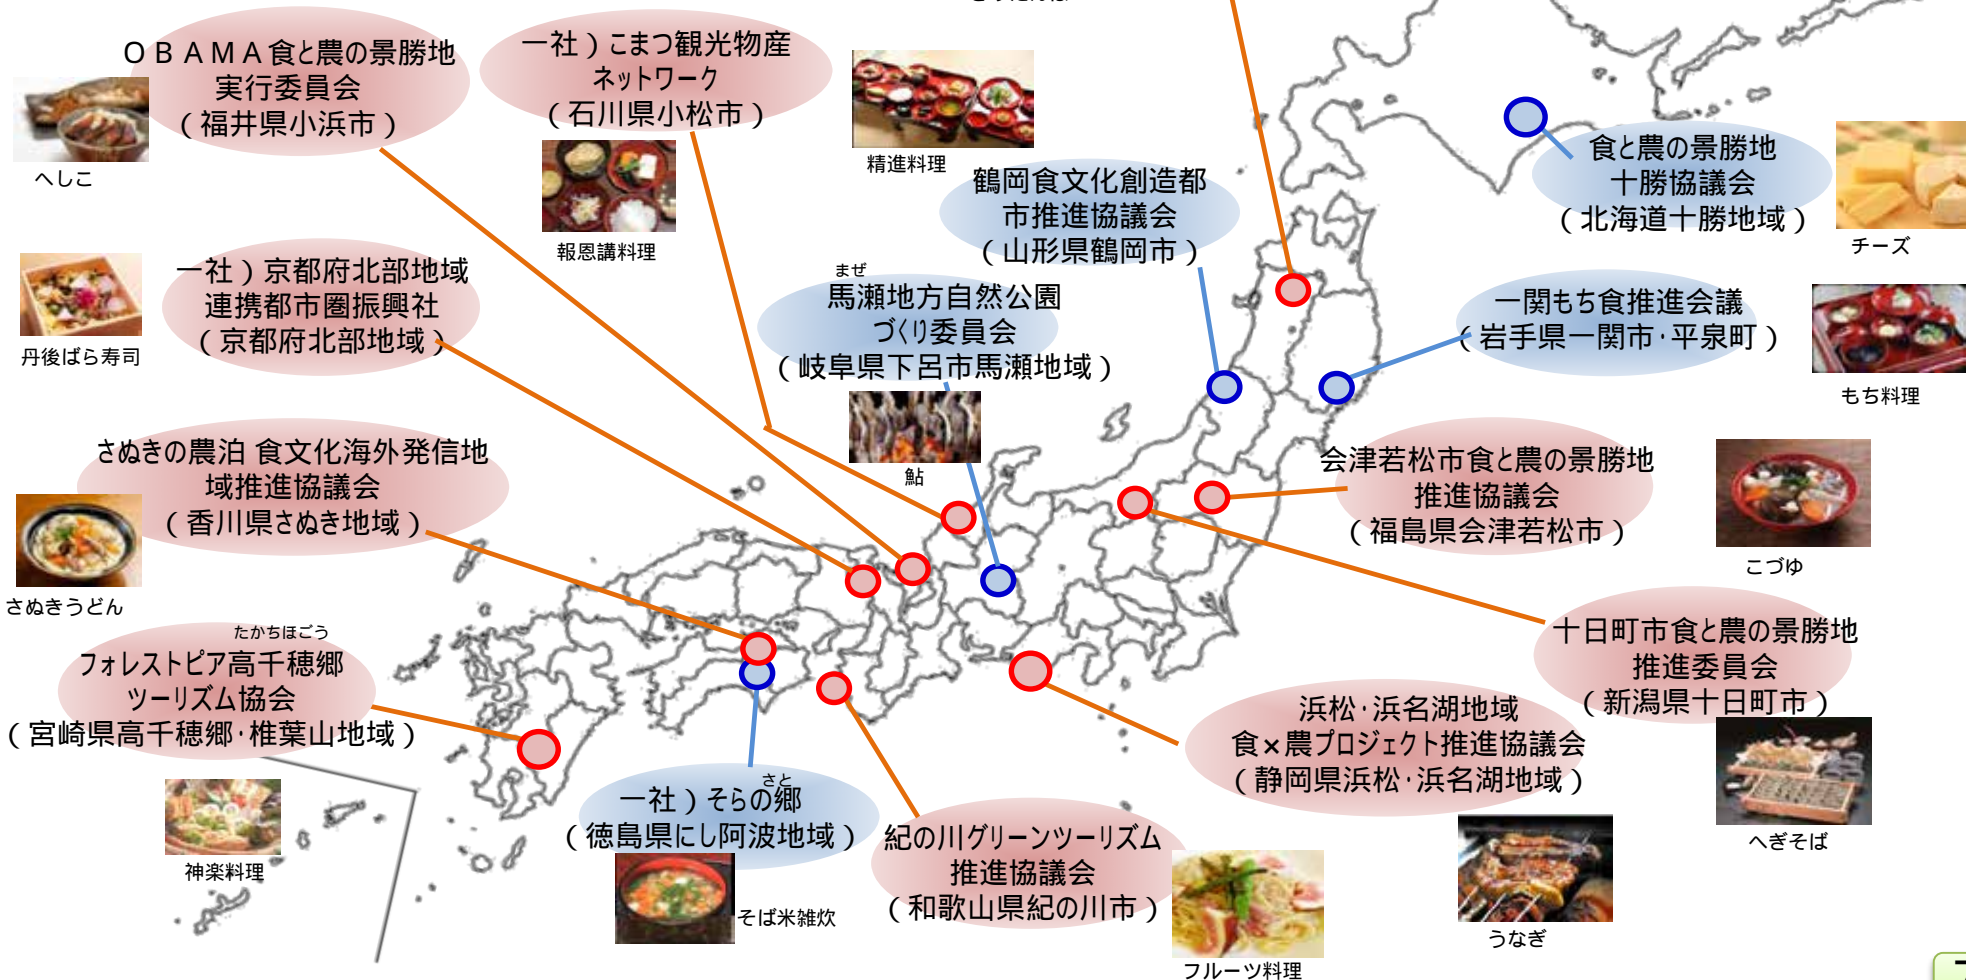 ＯＢＡＭＡ食と農の景勝地
実行委員会
（福井県小浜市）
へしこ
一社）こまつ観光物産
ネットワーク
（石川県小松市）
報恩講料理
精進料理
鶴岡食文化創造都
市推進協議会
（山形県鶴岡市）
食と農の景勝地
十勝協議会
（北海道十勝地域）
チーズ
一社）京都府北部地域
連携都市圏振興社
（京都府北部地域）
丹後ばら寿司
まぜ
馬瀬地方自然公園
づくり委員会
（岐阜県下呂市馬瀬地域）
鮎
一関もち食推進会議
（岩手県一関市・平泉町）
もち料理
さぬきの農泊 食文化海外発信地
域推進協議会
（香川県さぬき地域）
さぬきうどん
会津若松市食と農の景勝地
推進協議会
（福島県会津若松市）
こづゆ
たかちほごう
フォレストピア高千穂郷
ツーリズム協会
（宮崎県高千穂郷・椎葉山地域）
神楽料理
十日町市食と農の景勝地
推進委員会
（新潟県十日町市）
へぎそば
浜松・浜名湖地域
食×農プロジェクト推進協議会
（静岡県浜松・浜名湖地域）
うなぎ
さと
一社）そらの郷
（徳島県にし阿波地域）
そば米雑炊
紀の川グリーンツーリズム
推進協議会
（和歌山県紀の川市）
フルーツ料理